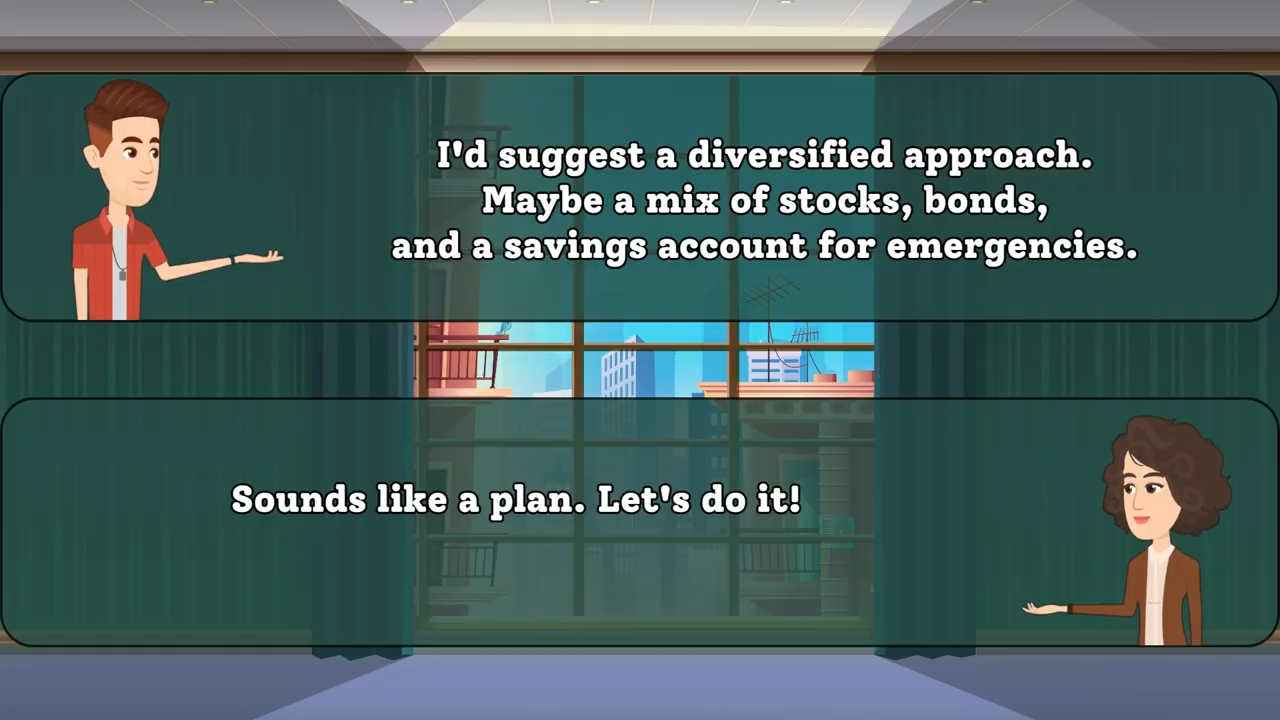 I'd suggest a diversified approach.
Maybe a mix of stocks, bonds,
and a savings account for emergencies.
Sounds like a plan. Let's do it!